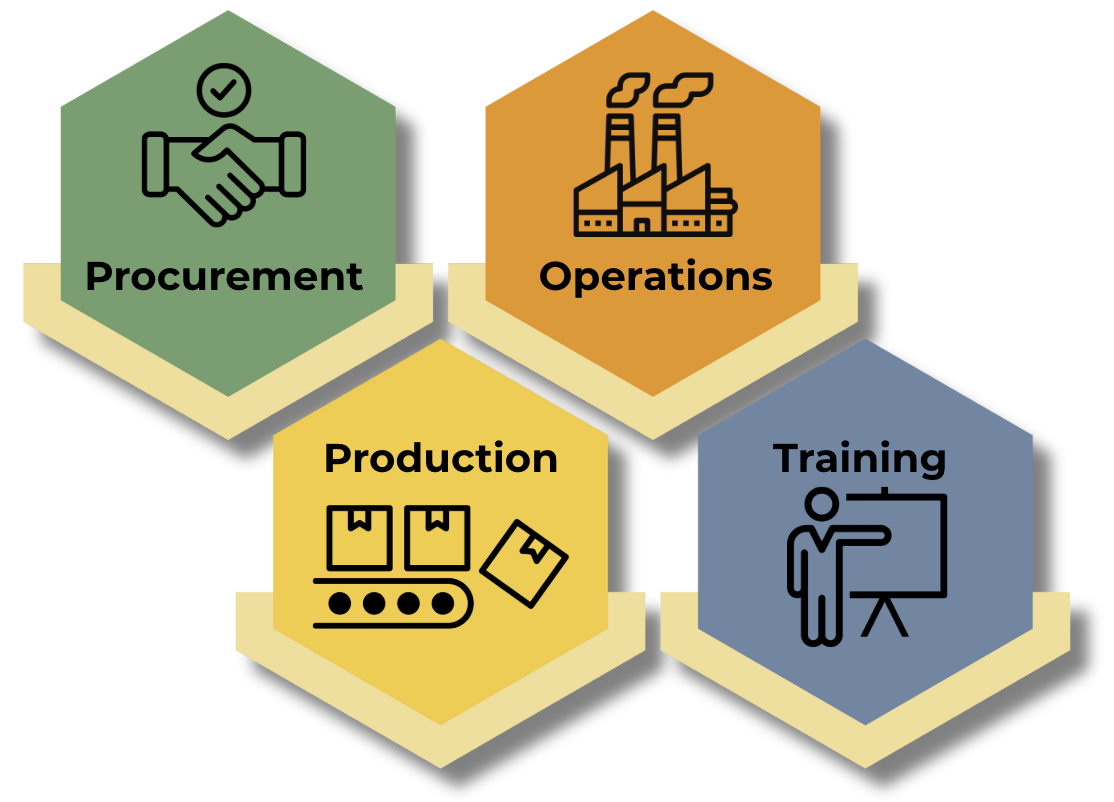 Procurement
Operations
Production
Training